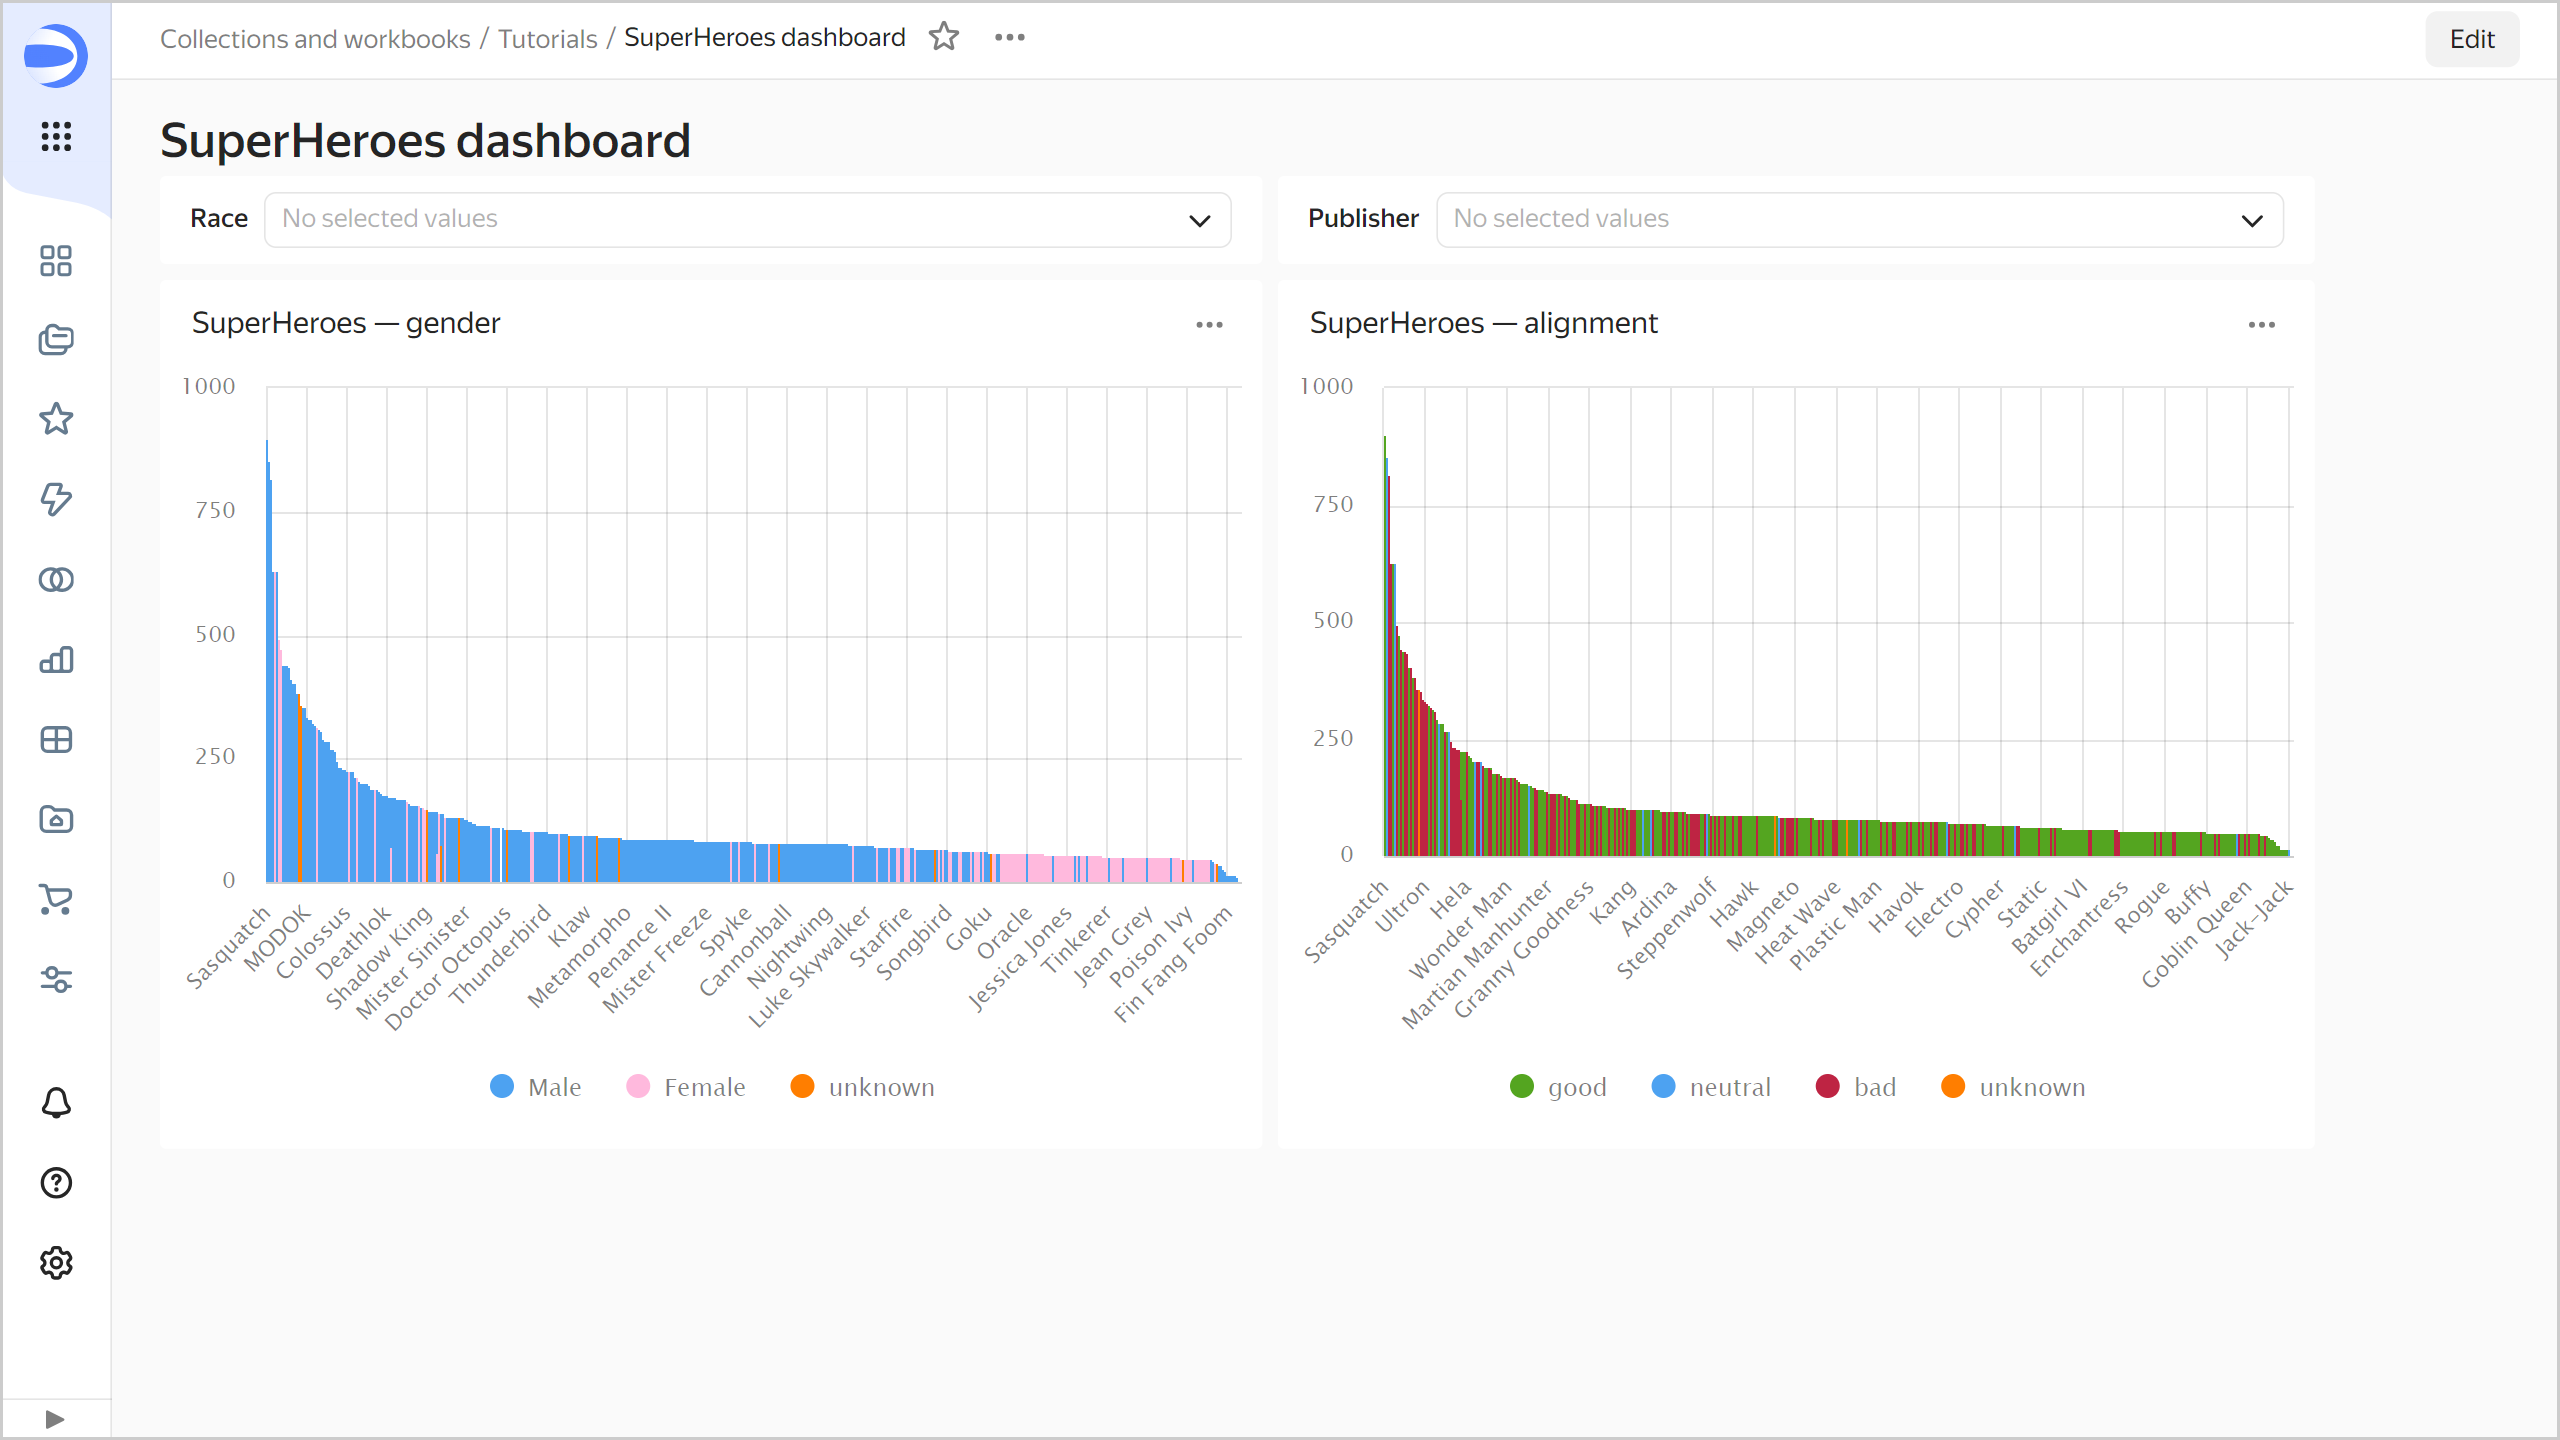 Collections and workbooks / Tutorials / SuperHeroes dashboard
Edit
SuperHeroes dashboard
Race No selected values
Publisher No selected values
SuperHeroes — gender
1000
750
500
250
0
Sasquatch
MODOK
Colossus
Deathlok
Shadow King
Mister Sinister
Doctor Octopus
Thunderbird
Klaw
Metamorpho
Penance II
Mister Freeze
Spyke
Cannonball
Nightwing
Luke Skywalker
Starfire
Songbird
Goku
Oracle
Jessica Jones
Tinkerer
Jean Grey
Poison Ivy
Fin Fang Foom
Male Female unknown
SuperHeroes — alignment
1000
750
500
250
0
Sasquatch
Ultron
Hela
Wonder Man
Martian Manhunter
Granny Goodness
Kang
Ardina
Steppenwolf
Hawk
Magneto
Heat Wave
Plastic Man
Havok
Electro
Cypher
Static
Batgirl VI
Enchantress
Rogue
Buffy
Goblin Queen
Jack-Jack
good neutral bad unknown